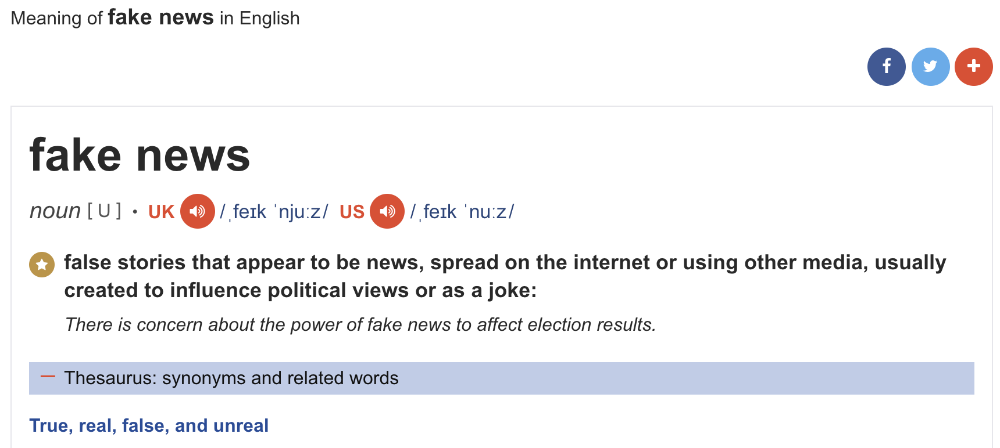 Meaning of fake news in English
f
fake news
noun [ U ] • UK /ˌfeɪk ˈnjuːz/ US /ˌfeɪk ˈnuːz/
false stories that appear to be news, spread on the internet or using other media, usually
created to influence political views or as a joke:
There is concern about the power of fake news to affect election results.
Thesaurus: synonyms and related words
True, real, false, and unreal